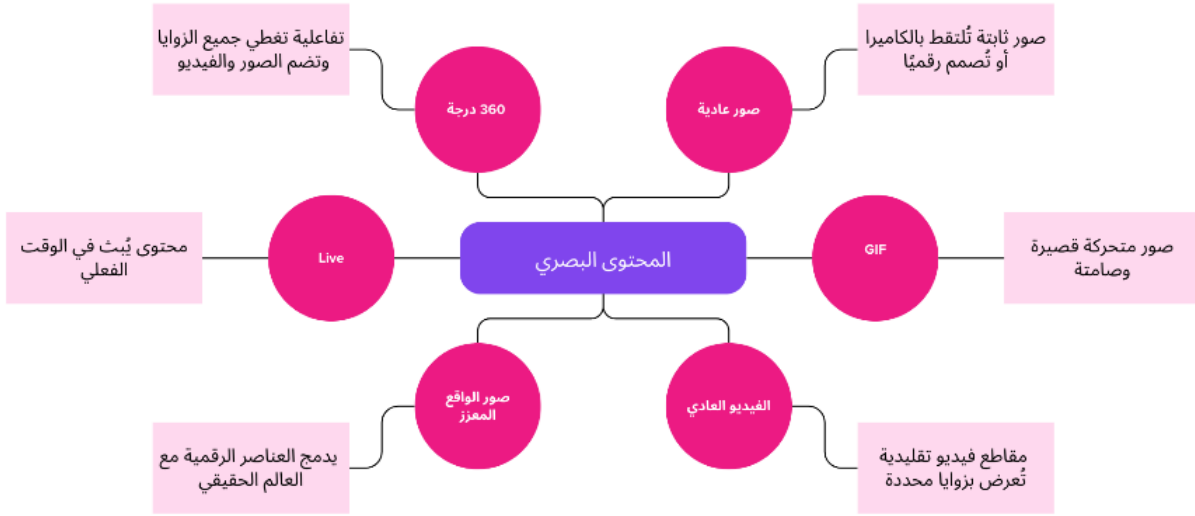 المحتوى البصري
صور عادية
صور ثابتة تُلتقط بالكاميرا
أو تُصمم رقميًا
GIF
صور متحركة قصيرة
وصامتة
الفيديو العادي
مقاطع فيديو تقليدية
تُعرض بزوايا محددة
360 درجة
تفاعلية تغطي جميع الزوايا
وتضم الصور والفيديو
Live
محتوى يُبث في الوقت
الفعلي
صور الواقع
المعزز
يدمج العناصر الرقمية مع
العالم الحقيقي